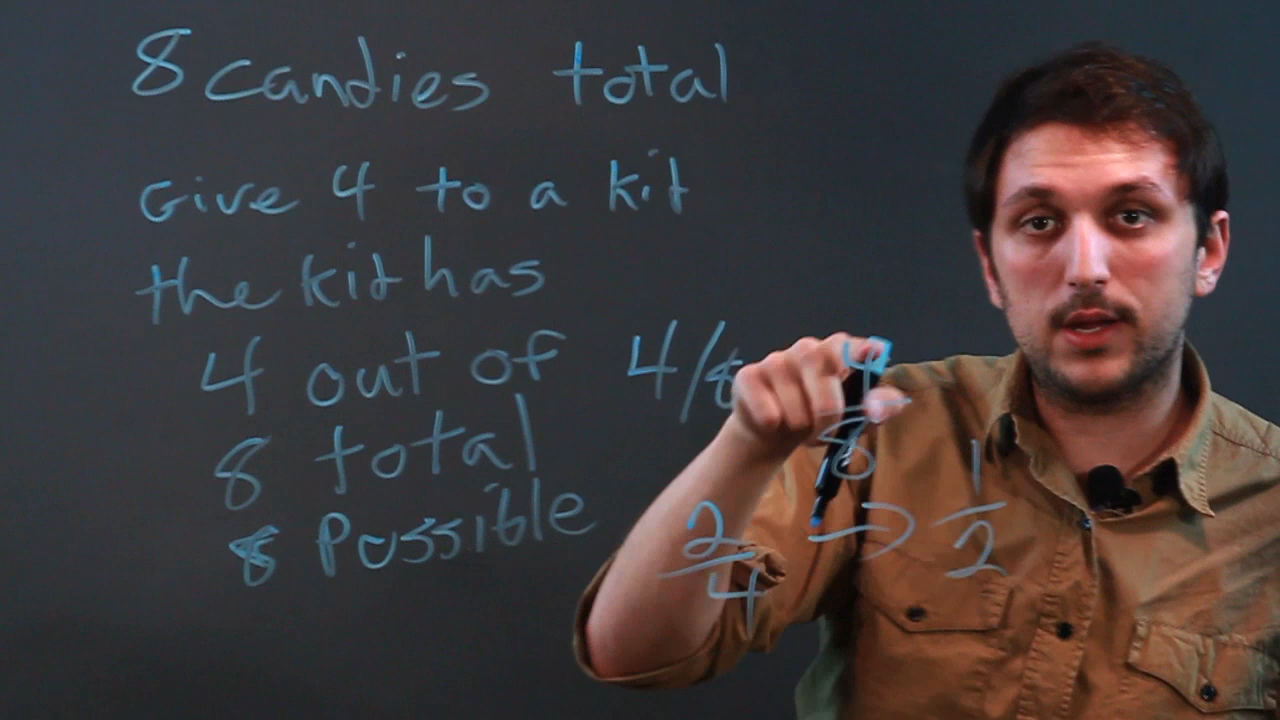 8 candies total
Give 4 to a kit
the kit has
4 out of 4/8
8 total
8 Possible
4
8
2
4
→ 1
2